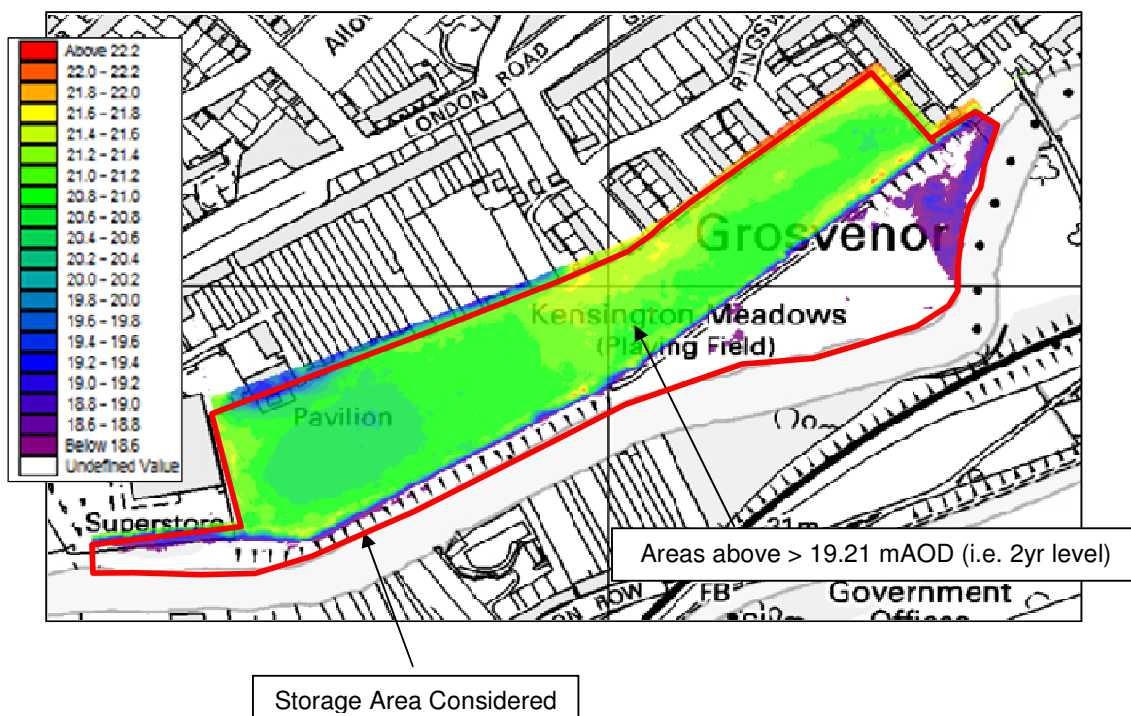 Above 22.2
22.0 - 22.2
21.8 - 22.0
21.6 - 21.8
21.4 - 21.6
21.2 - 21.4
21.0 - 21.2
20.8 - 21.0
20.6 - 20.8
20.4 - 20.6
20.2 - 20.4
20.0 - 20.2
19.8 - 20.0
19.6 - 19.8
19.4 - 19.6
19.2 - 19.4
19.0 - 19.2
18.8 - 19.0
18.6 - 18.8
Below 18.6
Undefined Value
LONDON ROAD
Grosvenor
Kensington Meadows
(Playing Field)
Pavilion
Superstore
21m
Areas above > 19.21 mAOD (i.e. 2yr level)
ROW
FB
Government
Offices
Storage Area Considered